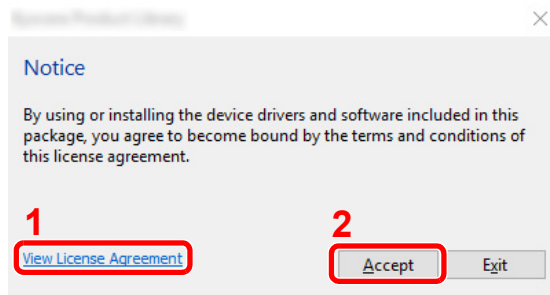 Notice
By using or installing the device drivers and software included in this
package, you agree to become bound by the terms and conditions of
this license agreement.
1
2
View License Agreement
Accept
Exit